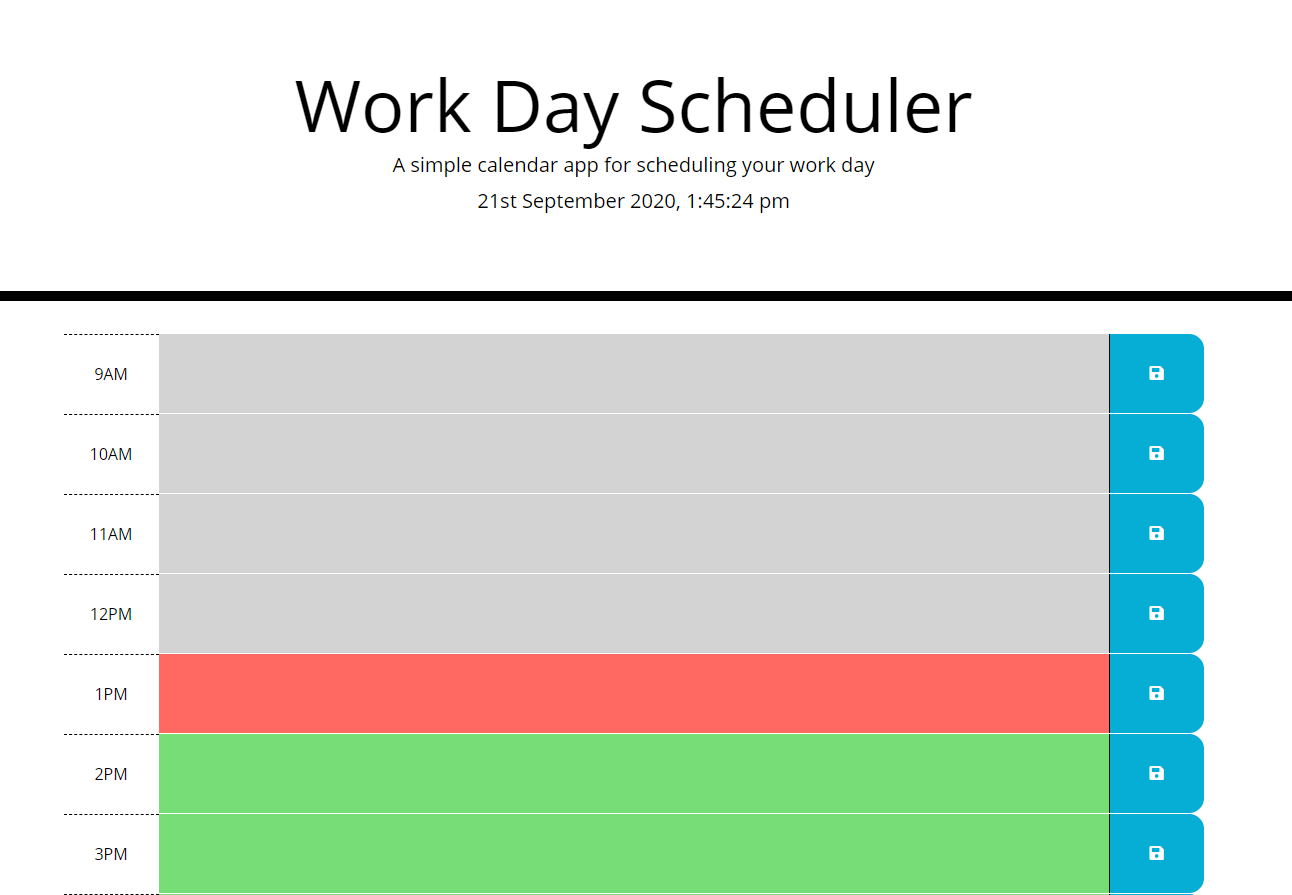 Work Day Scheduler
A simple calendar app for scheduling your work day
21st September 2020, 1:45:24 pm
9AM
10AM
11AM
12PM
1PM
2PM
3PM